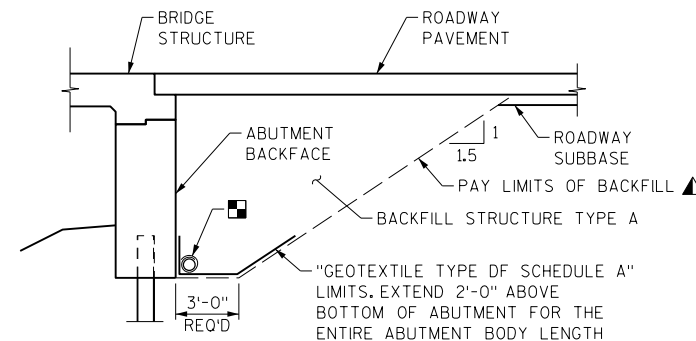 BRIDGE
STRUCTURE
ROADWAY
PAVEMENT
ABUTMENT
BACKFACE
1
1.5
ROADWAY
SUBBASE
PAY LIMITS OF BACKFILL
BACKFILL STRUCTURE TYPE A
"GEOTEXTILE TYPE DF SCHEDULE A"
LIMITS. EXTEND 2'-0" ABOVE
BOTTOM OF ABUTMENT FOR THE
ENTIRE ABUTMENT BODY LENGTH
3'-0"
REQ'D